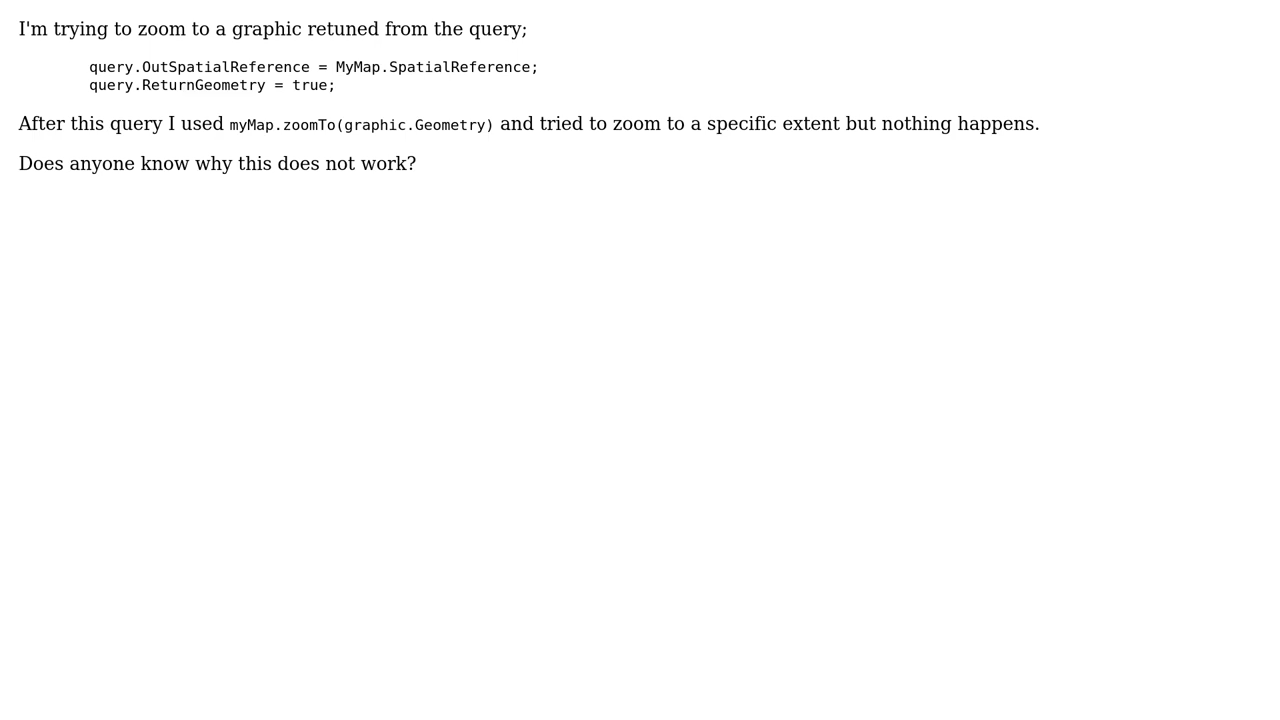 I'm trying to zoom to a graphic retuned from the query;
query.OutSpatialReference = MyMap.SpatialReference;
query.ReturnGeometry = true;
After this query I used myMap.zoomTo(graphic.Geometry) and tried to zoom to a specific extent but nothing happens.
Does anyone know why this does not work?